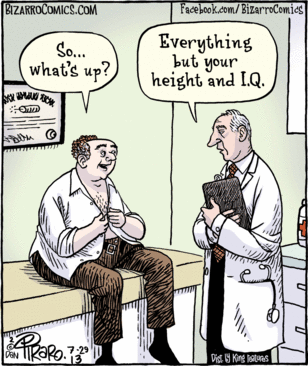 BIZARROCOMICS.COM
Facebook.com/BizarroComics
So...
what's up?
Everything
but your
height and I.Q.
DAN PIRARO.
7-29
13
Dist. by King Features